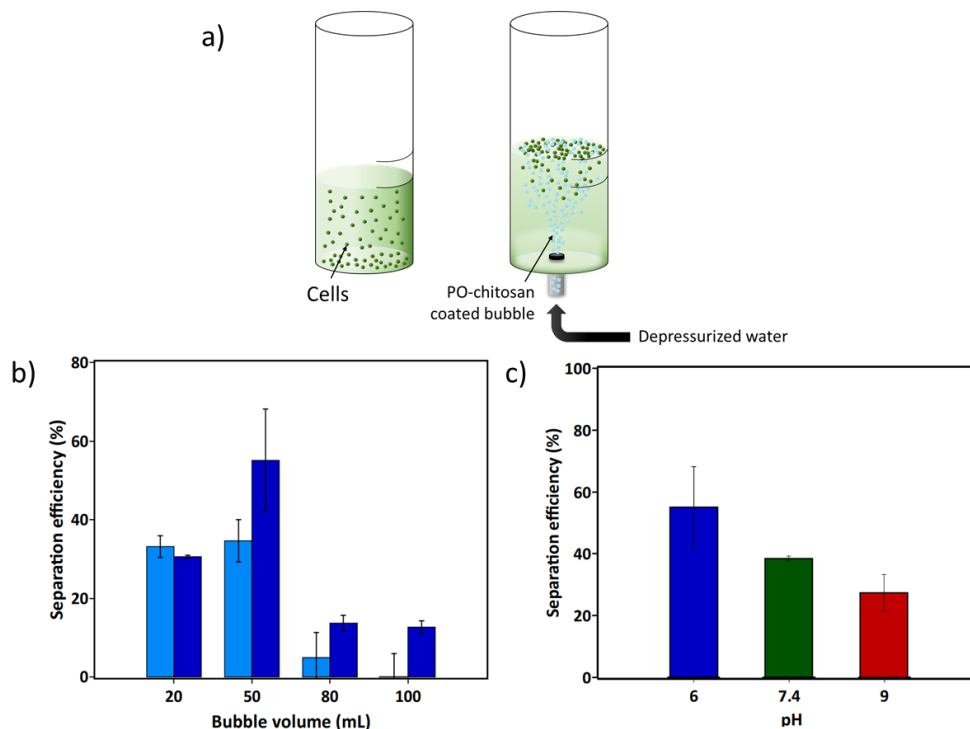 a)
Cells
PO-chitosan
coated bubble
Depressurized water
b)
Separation efficiency (%)
80
60
40
20
0
20 50 80 100
Bubble volume (mL)
c)
Separation efficiency (%)
100
80
60
40
20
0
6 7.4 9
pH